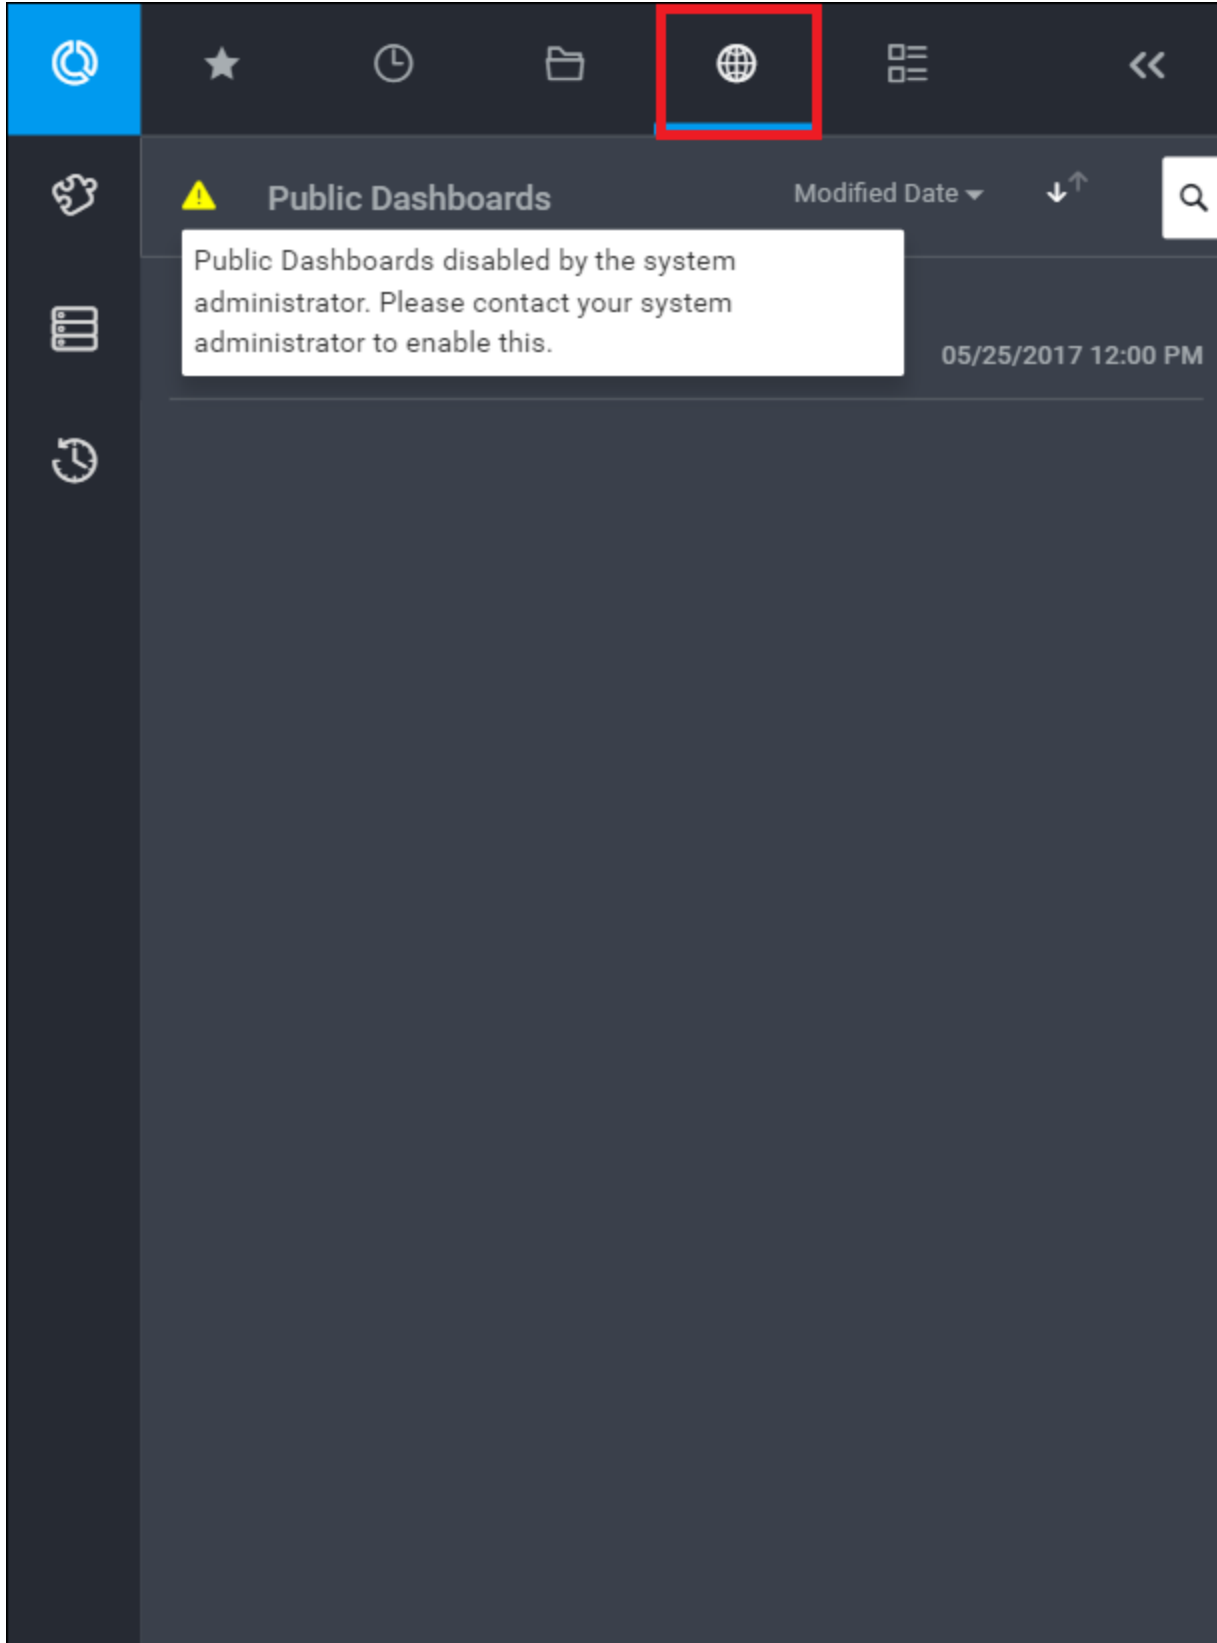 Public Dashboards
Modified Date
Public Dashboards disabled by the system
administrator. Please contact your system
administrator to enable this.
05/25/2017 12:00 PM